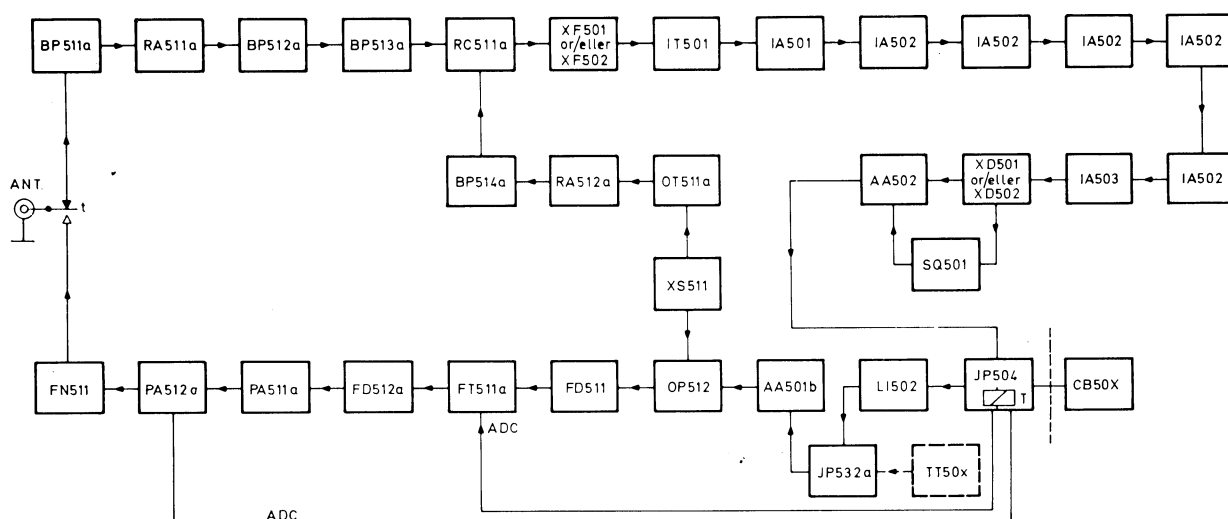 BP511a
RA511a
BP512a
BP513a
RC511a
XF501
or/eller
XF502
IT501
IA501
IA502
IA502
IA502
IA502
BP514a
RA512a
OT511a
AA502
XD501
or/eller
XD502
IA503
IA502
ANT.
t
SQ501
XS511
FN511
PA512a
PA511a
FD512a
FT511a
FD511
OP512
AA501b
LI502
JP504
T
CB50X
ADC
JP532a
TT50x
ADC